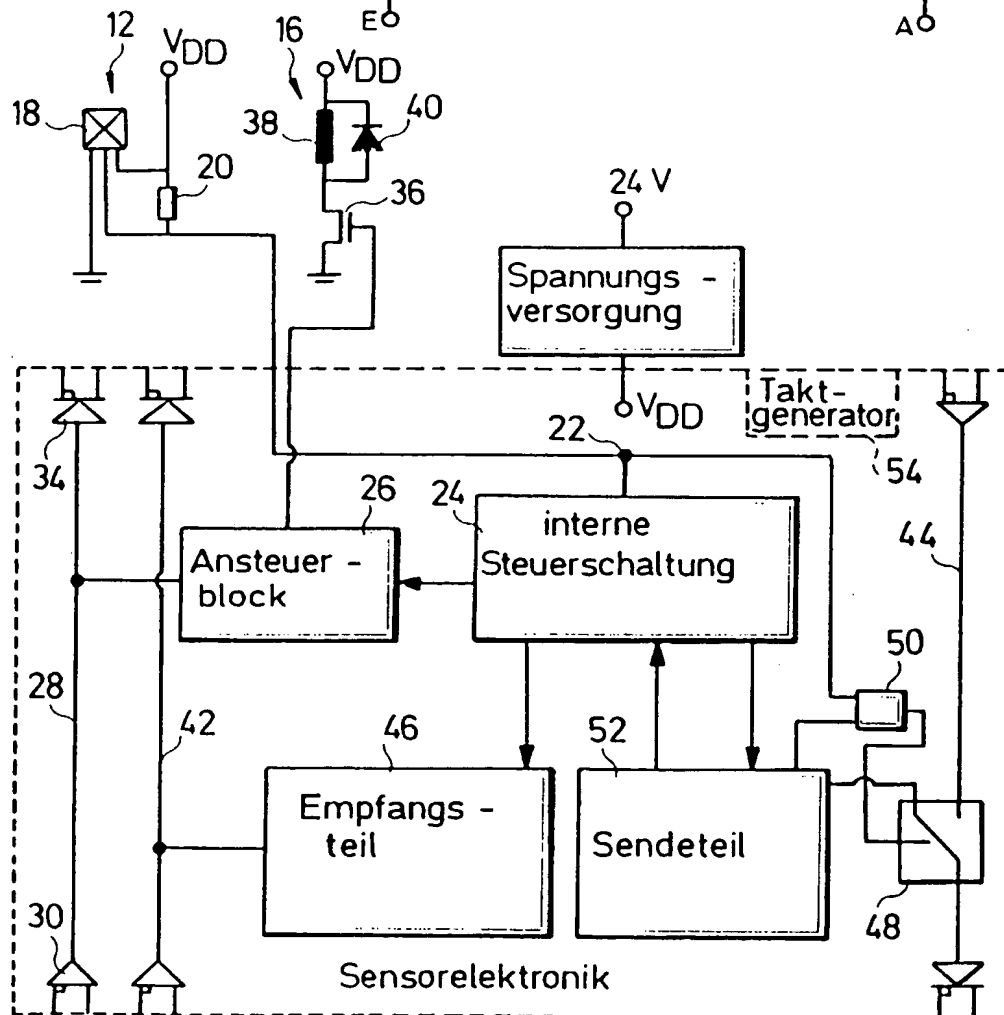 E
A
12
V_DD
16
V_DD
18
38
40
20
36
24 V
Spannungs -
versorgung
V_DD
Takt-
generator
54
34
22
26
24
interne
Steuerschaltung
Ansteuer -
block
44
50
28
42
46
52
Empfangs -
teil
Sendeteil
48
30
Sensorelektronik